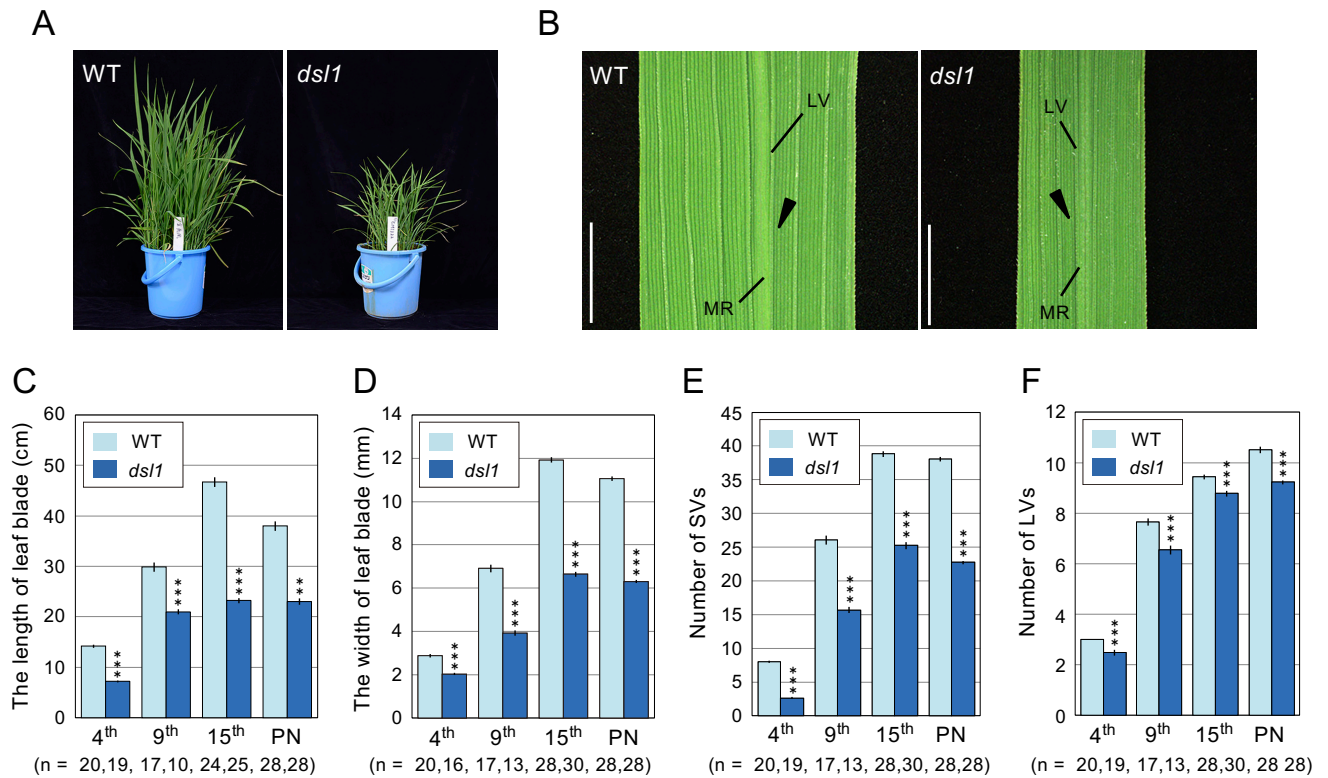 A
B
WT
dsl1
WT
LV
MR
dsl1
LV
MR
C
D
E
F
The length of leaf blade (cm)
60
50
40
30
20
10
0
WT
dsl1
***
***
***
**
4th 9th 15th PN
(n = 20,19, 17,10, 24,25, 28,28)
The width of leaf blade (mm)
14
12
10
8
6
4
2
0
WT
dsl1
***
***
***
***
4th 9th 15th PN
(n = 20,16, 17,13, 28,30, 28,28)
Number of SVs
45
40
35
30
25
20
15
10
5
0
WT
dsl1
***
***
***
***
4th 9th 15th PN
(n = 20,19, 17,13, 28,30, 28,28)
Number of LVs
12
10
8
6
4
2
0
WT
dsl1
***
***
***
***
4th 9th 15th PN
(n = 20,19, 17,13, 28,30, 28 28)